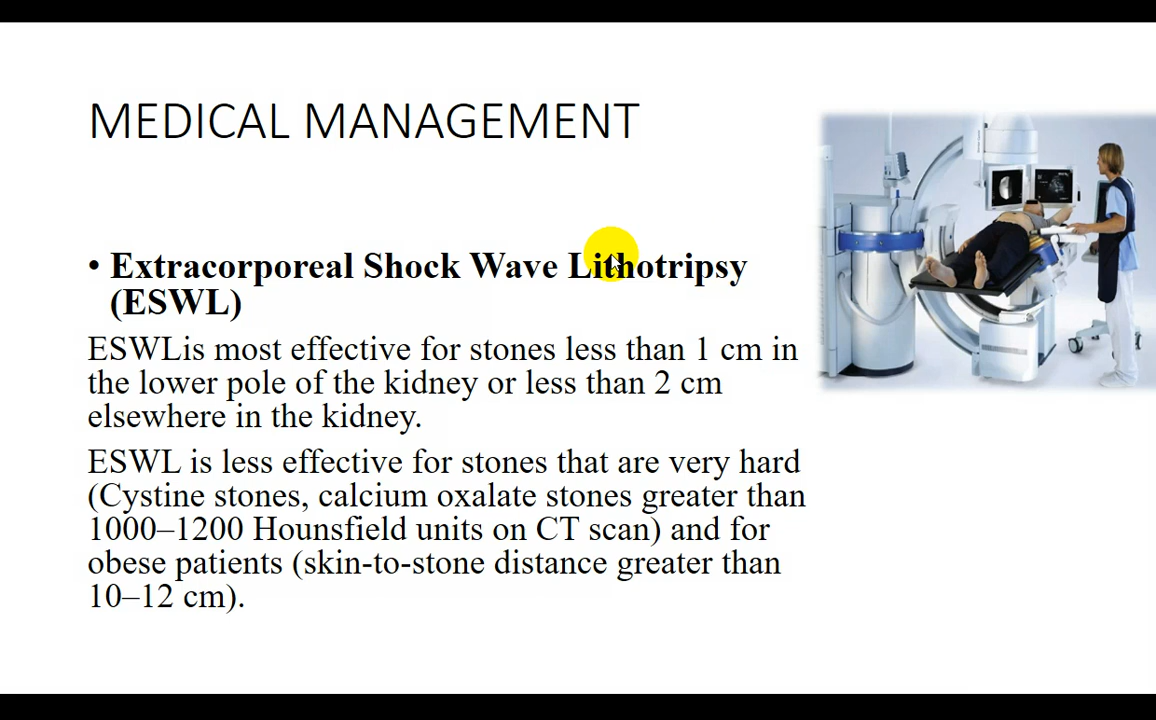 MEDICAL MANAGEMENT
• Extracorporeal Shock Wave Lithotripsy
(ESWL)
ESWLis most effective for stones less than 1 cm in
the lower pole of the kidney or less than 2 cm
elsewhere in the kidney.
ESWL is less effective for stones that are very hard
(Cystine stones, calcium oxalate stones greater than
1000–1200 Hounsfield units on CT scan) and for
obese patients (skin-to-stone distance greater than
10–12 cm).